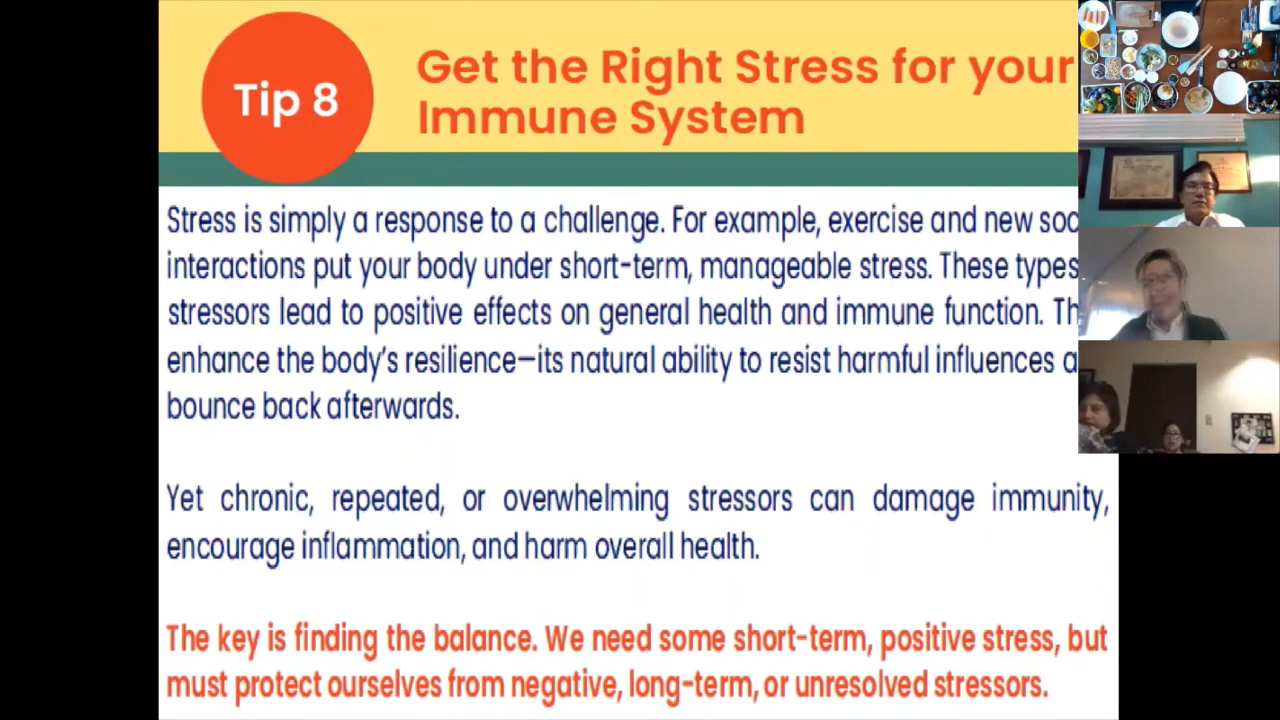 Tip 8
Get the Right Stress for your
Immune System
Stress is simply a response to a challenge. For example, exercise and new
interactions put your body under short-term, manageable stress. These types
stressors lead to positive effects on general health and immune function.
enhance the body's resilience—its natural ability to resist harmful influences
bounce back afterwards.
Yet chronic, repeated, or overwhelming stressors can damage immunity,
encourage inflammation, and harm overall health.
The key is finding the balance. We need some short-term, positive stress, but
must protect ourselves from negative, long-term, or unresolved stressors.